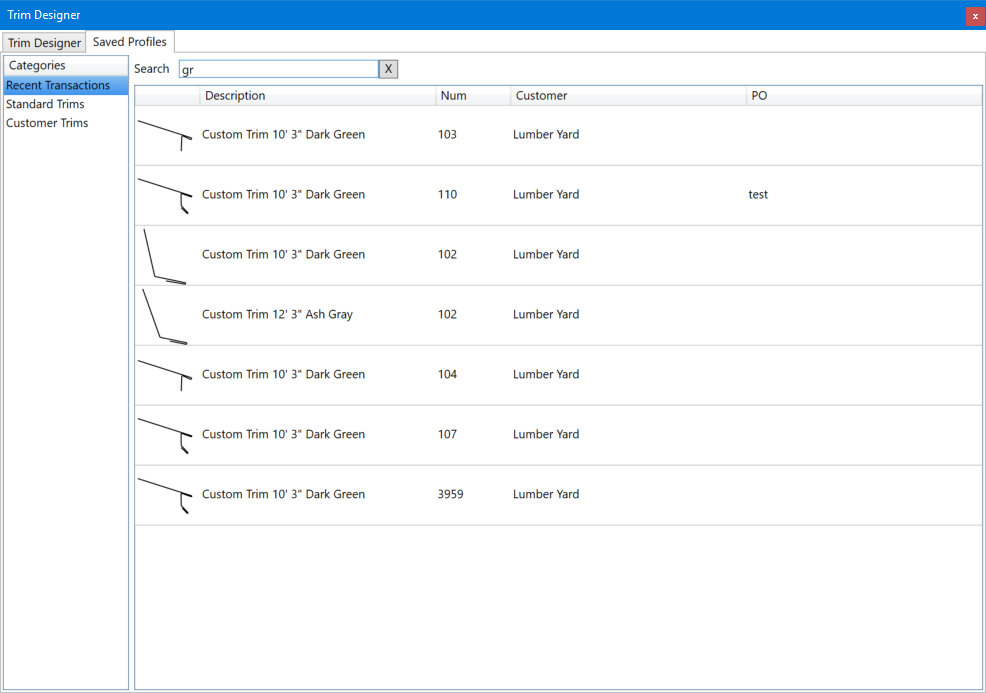 Trim Designer
x
Trim Designer Saved Profiles
Categories
Recent Transactions
Standard Trims
Customer Trims
Search gr X
Description Num Customer PO
Custom Trim 10' 3" Dark Green 103 Lumber Yard
Custom Trim 10' 3" Dark Green 110 Lumber Yard test
Custom Trim 10' 3" Dark Green 102 Lumber Yard
Custom Trim 12' 3" Ash Gray 102 Lumber Yard
Custom Trim 10' 3" Dark Green 104 Lumber Yard
Custom Trim 10' 3" Dark Green 107 Lumber Yard
Custom Trim 10' 3" Dark Green 3959 Lumber Yard